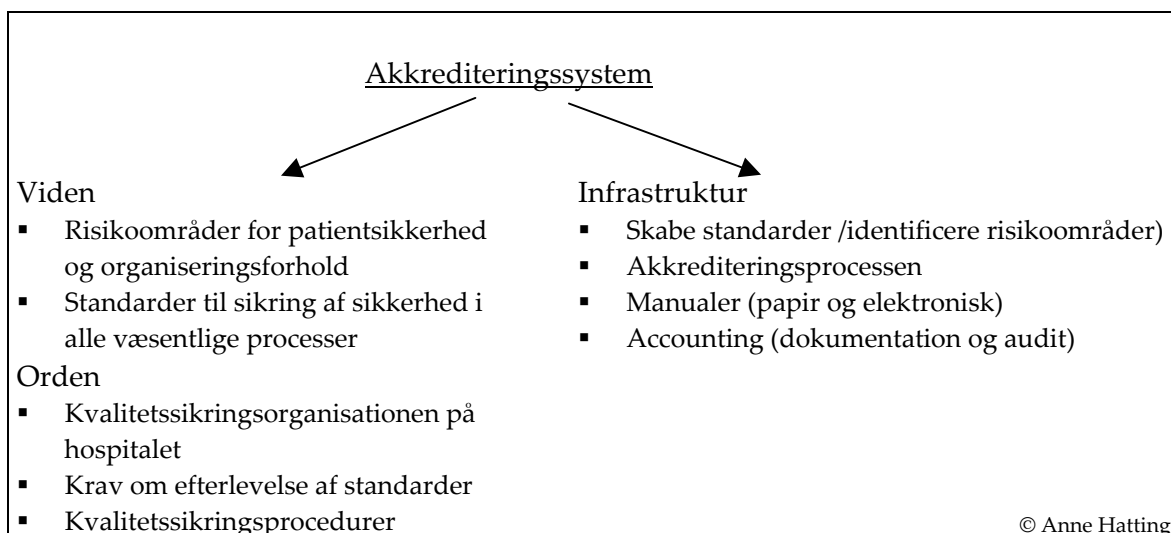 Akkrediteringssystem
Viden
▪ Risikoområder for patientsikkerhed
og organiseringsforhold
▪ Standarder til sikring af sikkerhed i
alle væsentlige processer
Orden
▪ Kvalitetssikringsorganisationen på
hospitalet
▪ Krav om efterlevelse af standarder
▪ Kvalitetssikringsprocedurer
Infrastruktur
▪ Skabe standarder /identificere risikoområder)
▪ Akkrediteringsprocessen
▪ Manualer (papir og elektronisk)
▪ Accounting (dokumentation og audit)
© Anne Hatting